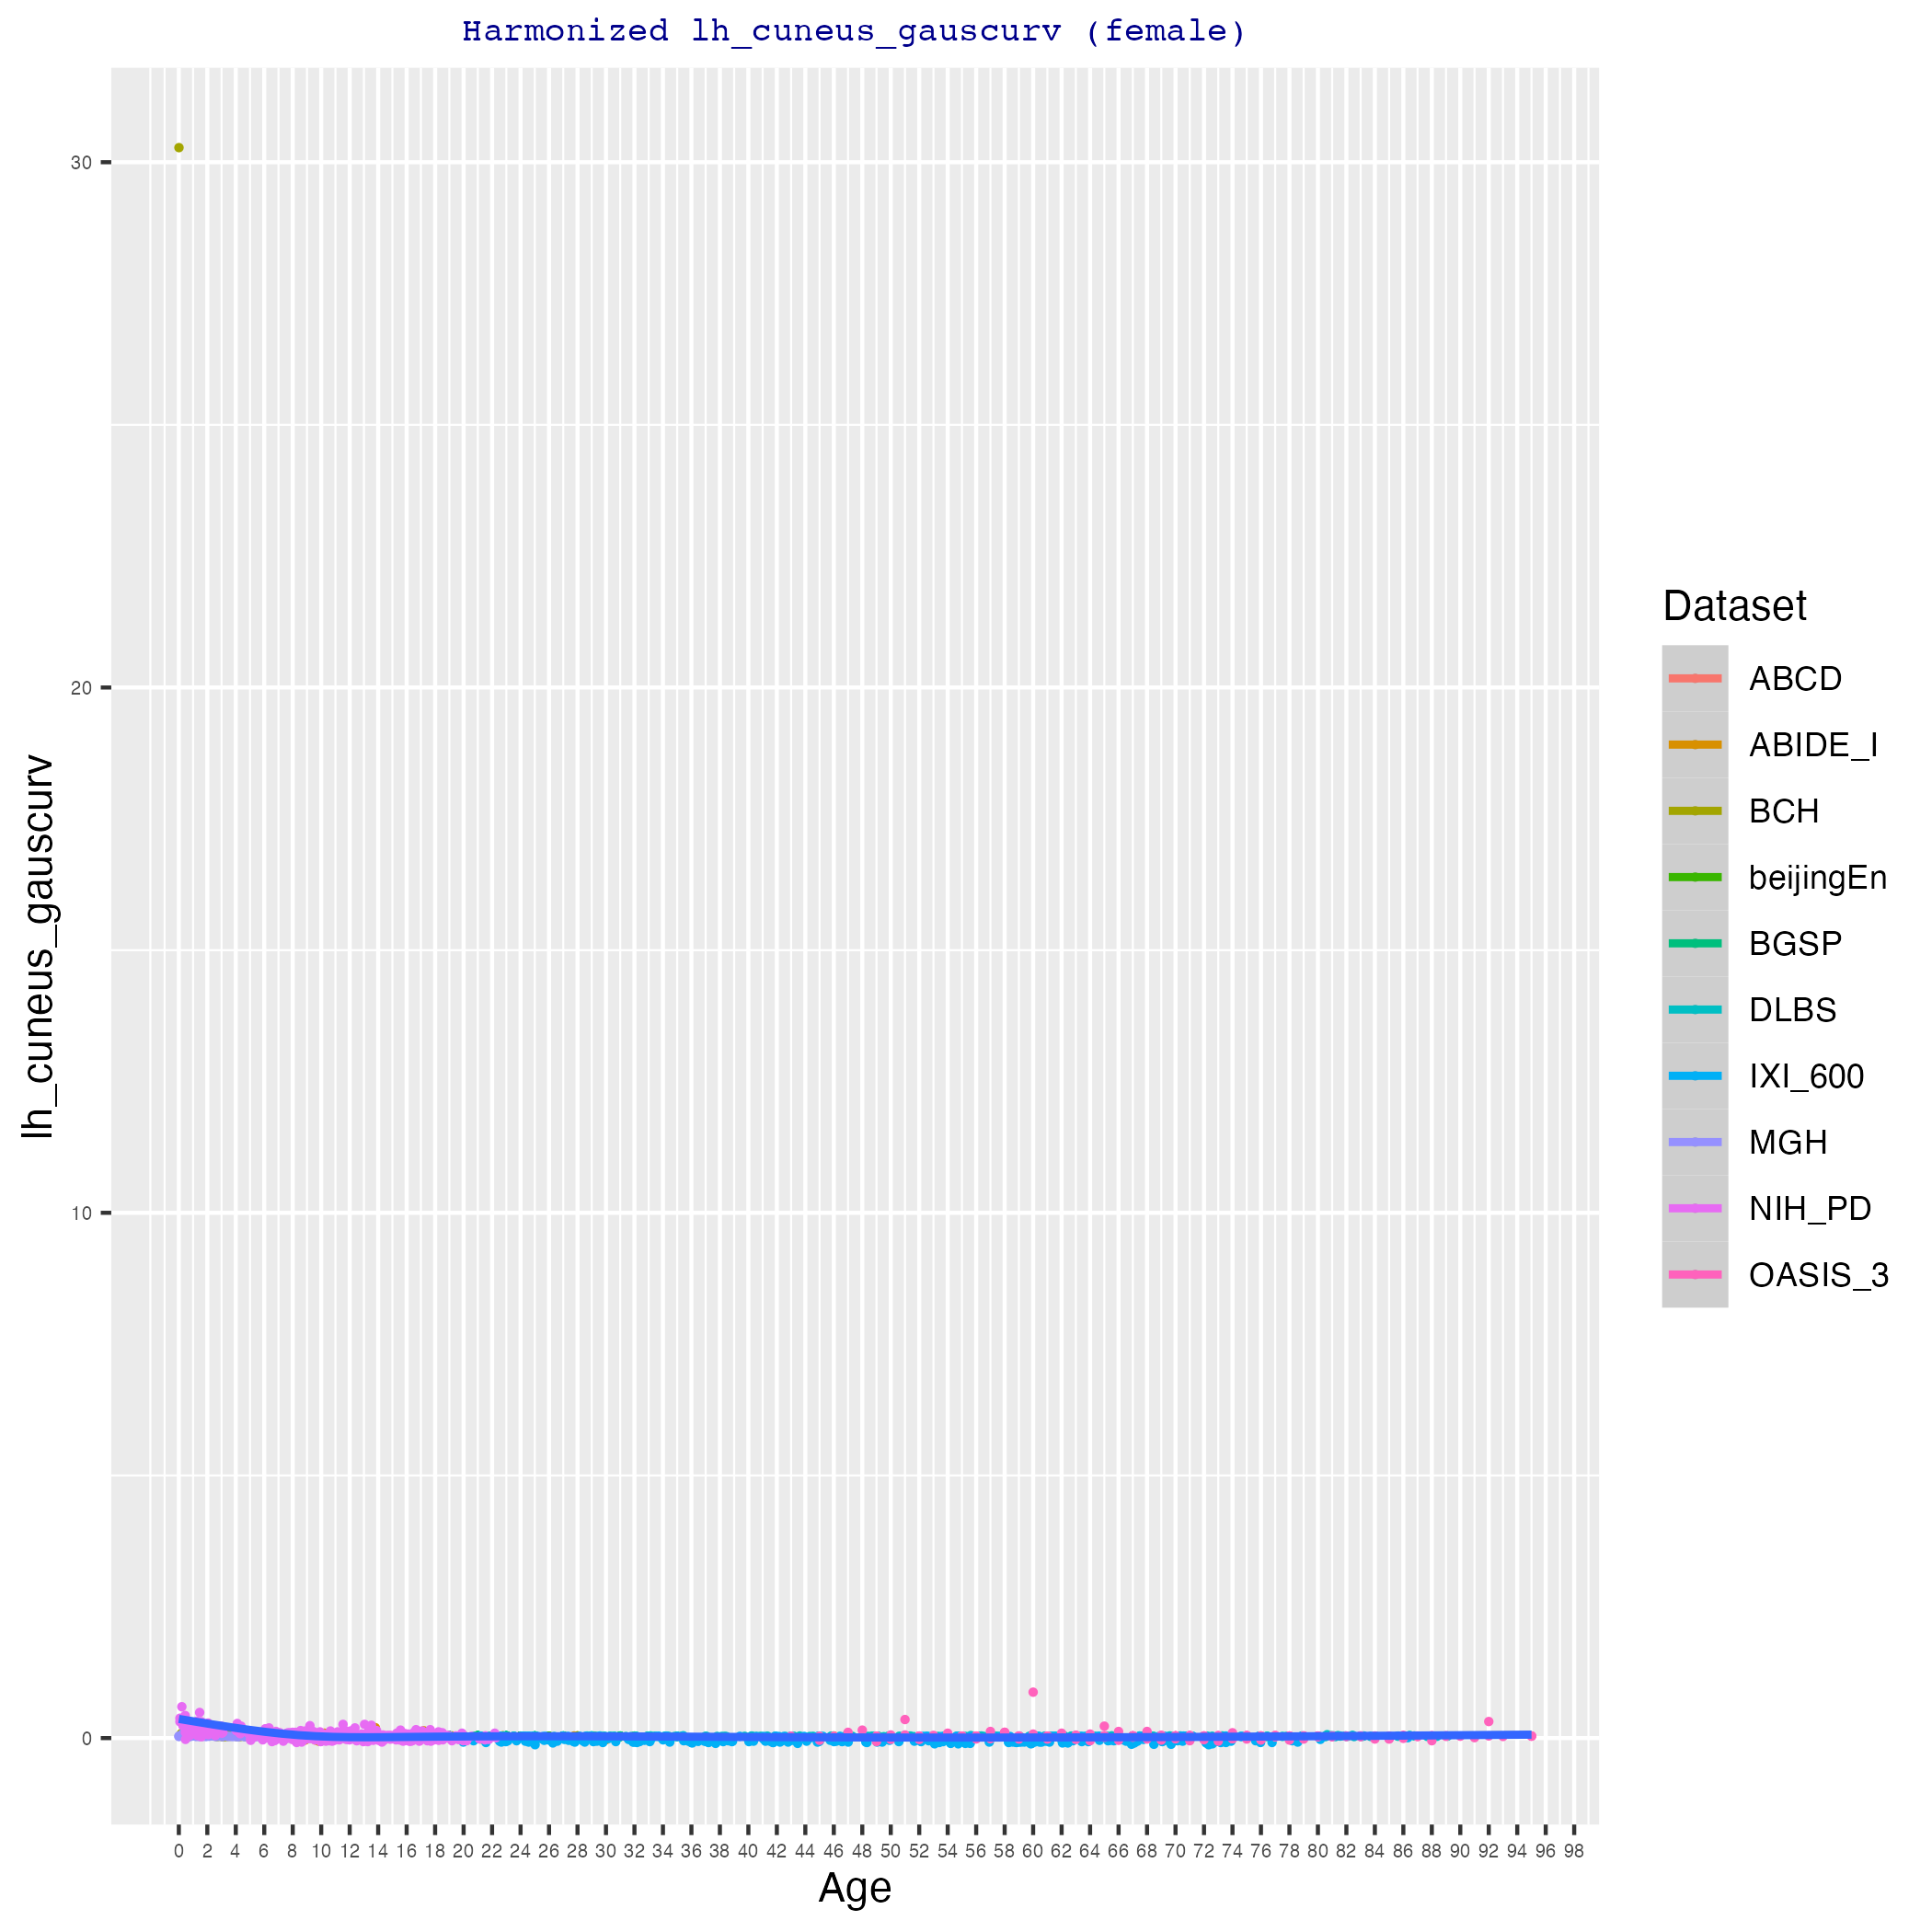 Harmonized lh_cuneus_gauscurv (female)
30
20
10
0
lh_cuneus_gauscurv
0 2 4 6 8 10 12 14 16 18 20 22 24 26 28 30 32 34 36 38 40 42 44 46 48 50 52 54 56 58 60 62 64 66 68 70 72 74 76 78 80 82 84 86 88 90 92 94 96 98
Age
Dataset
ABCD
ABIDE_I
BCH
beijingEn
BGSP
DLBS
IXI_600
MGH
NIH_PD
OASIS_3